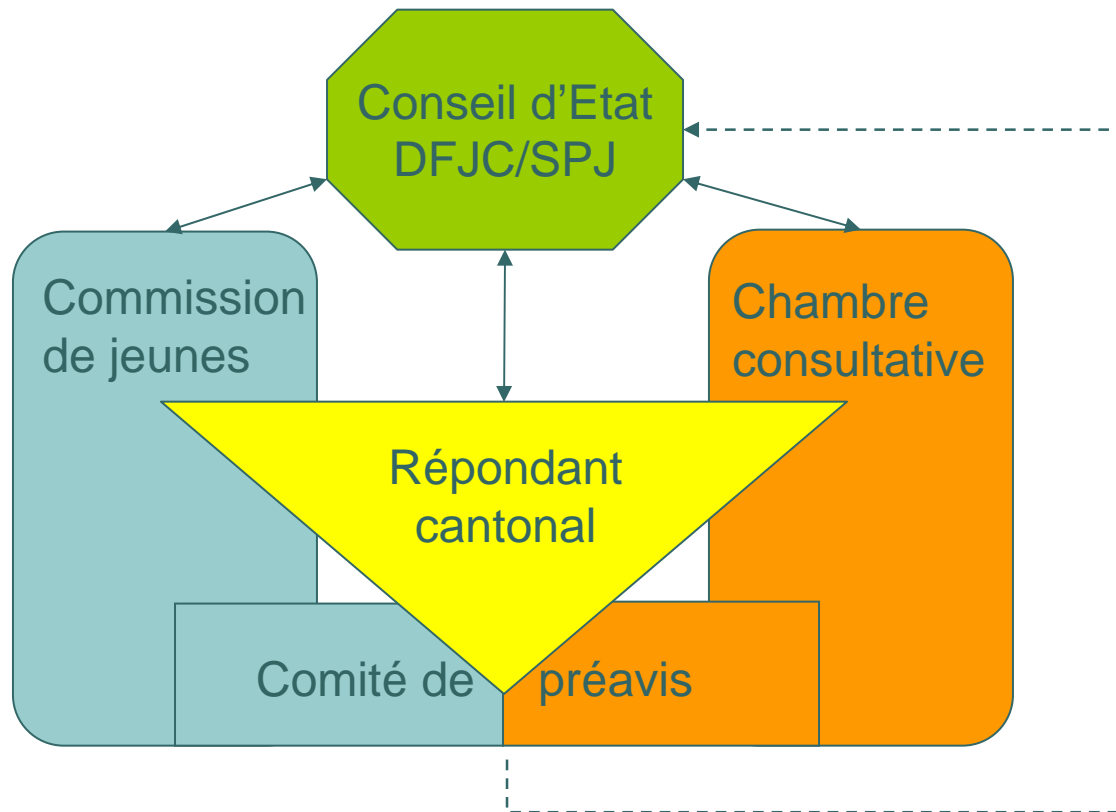 Conseil d’Etat
DFJC/SPJ
Commission
de jeunes
Chambre
consultative
Répondant
cantonal
Comité de préavis